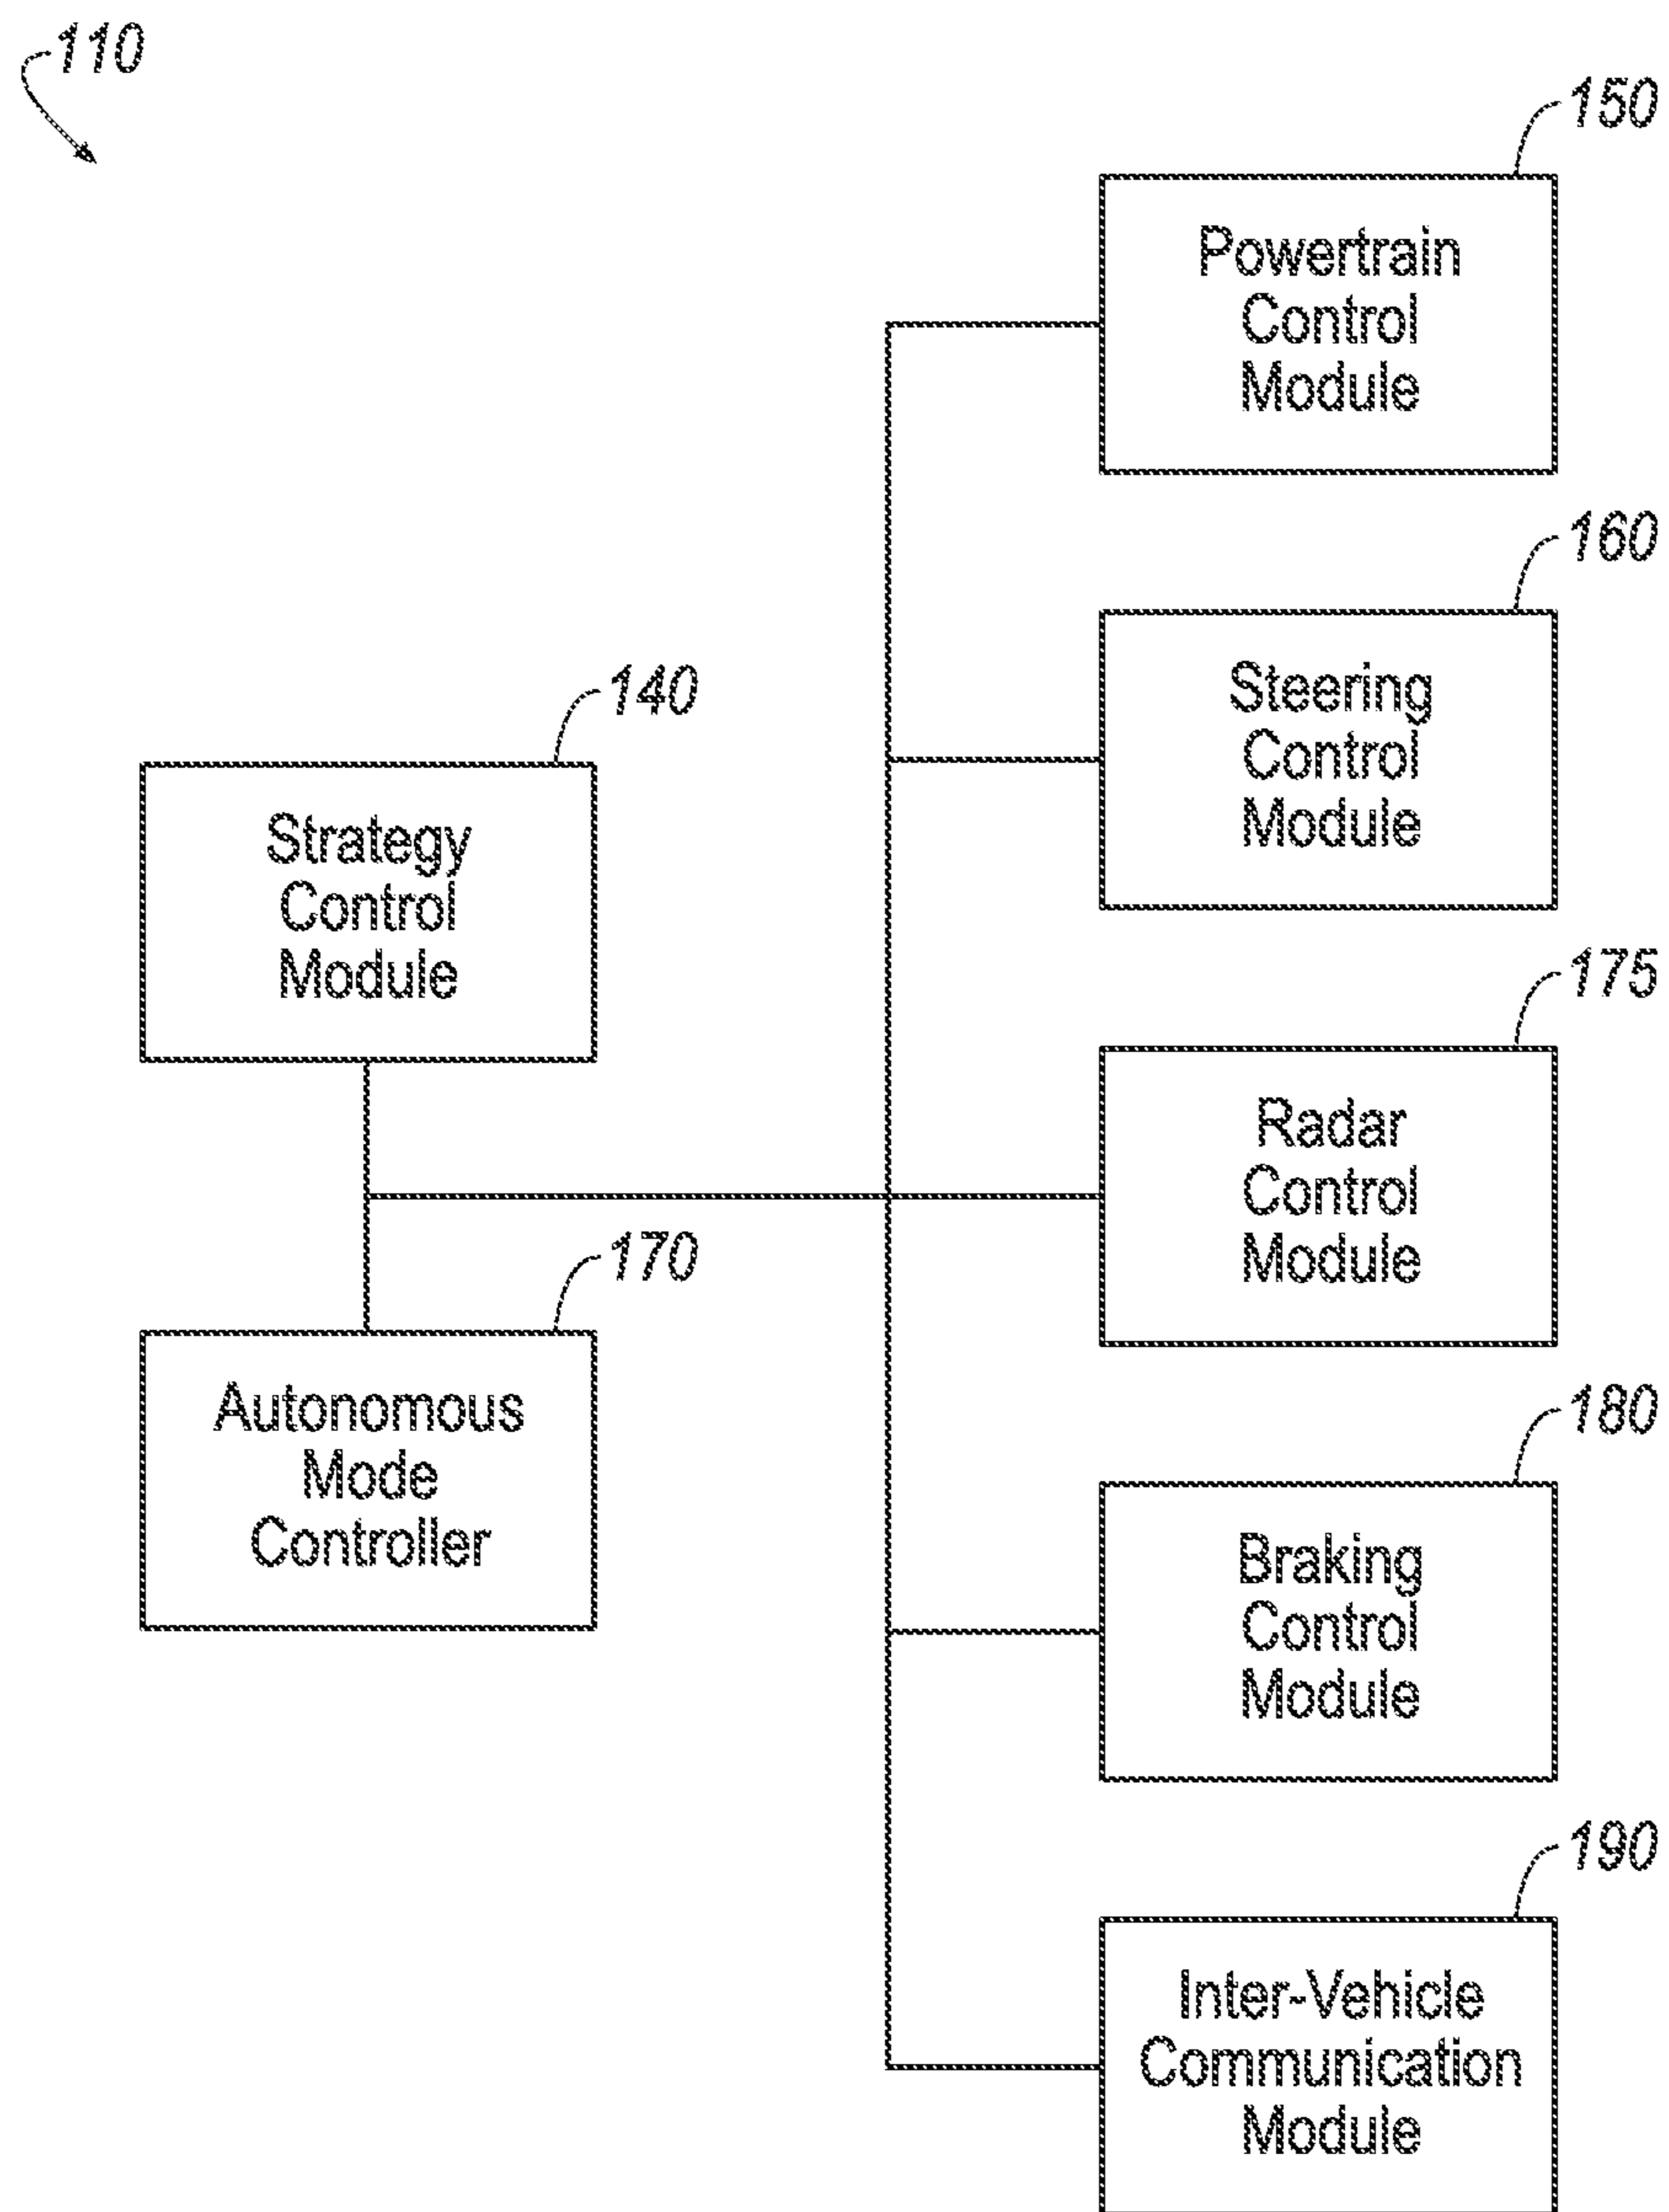 110
150
Powertrain
Control
Module
160
Steering
Control
Module
140
Strategy
Control
Module
175
Radar
Control
Module
170
Autonomous
Mode
Controller
180
Braking
Control
Module
190
Inter-Vehicle
Communication
Module